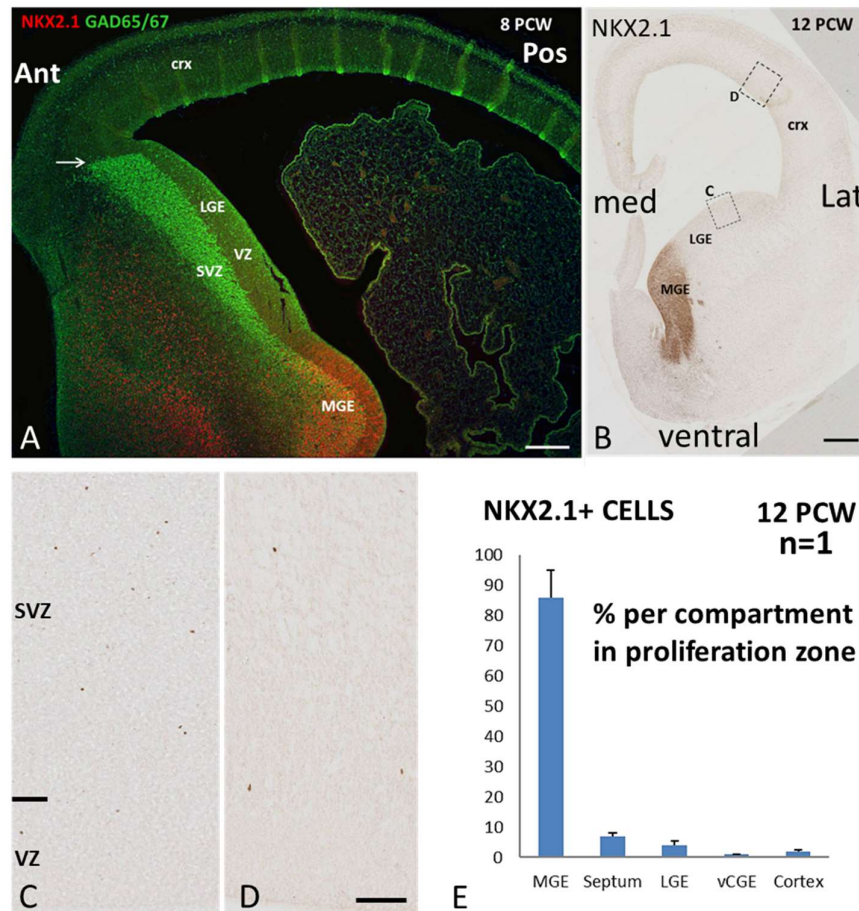 NKX2.1 GAD65/67
8 PCW
Ant
crx
Pos
LGE
VZ
SVZ
MGE
A
NKX2.1
12 PCW
D
crx
C
med
Lat
LGE
MGE
B
ventral
SVZ
VZ
C
D
NKX2.1+ CELLS
12 PCW
n=1
% per compartment
in proliferation zone
100
90
80
70
60
50
40
30
20
10
0
MGE Septum LGE vCGE Cortex
E